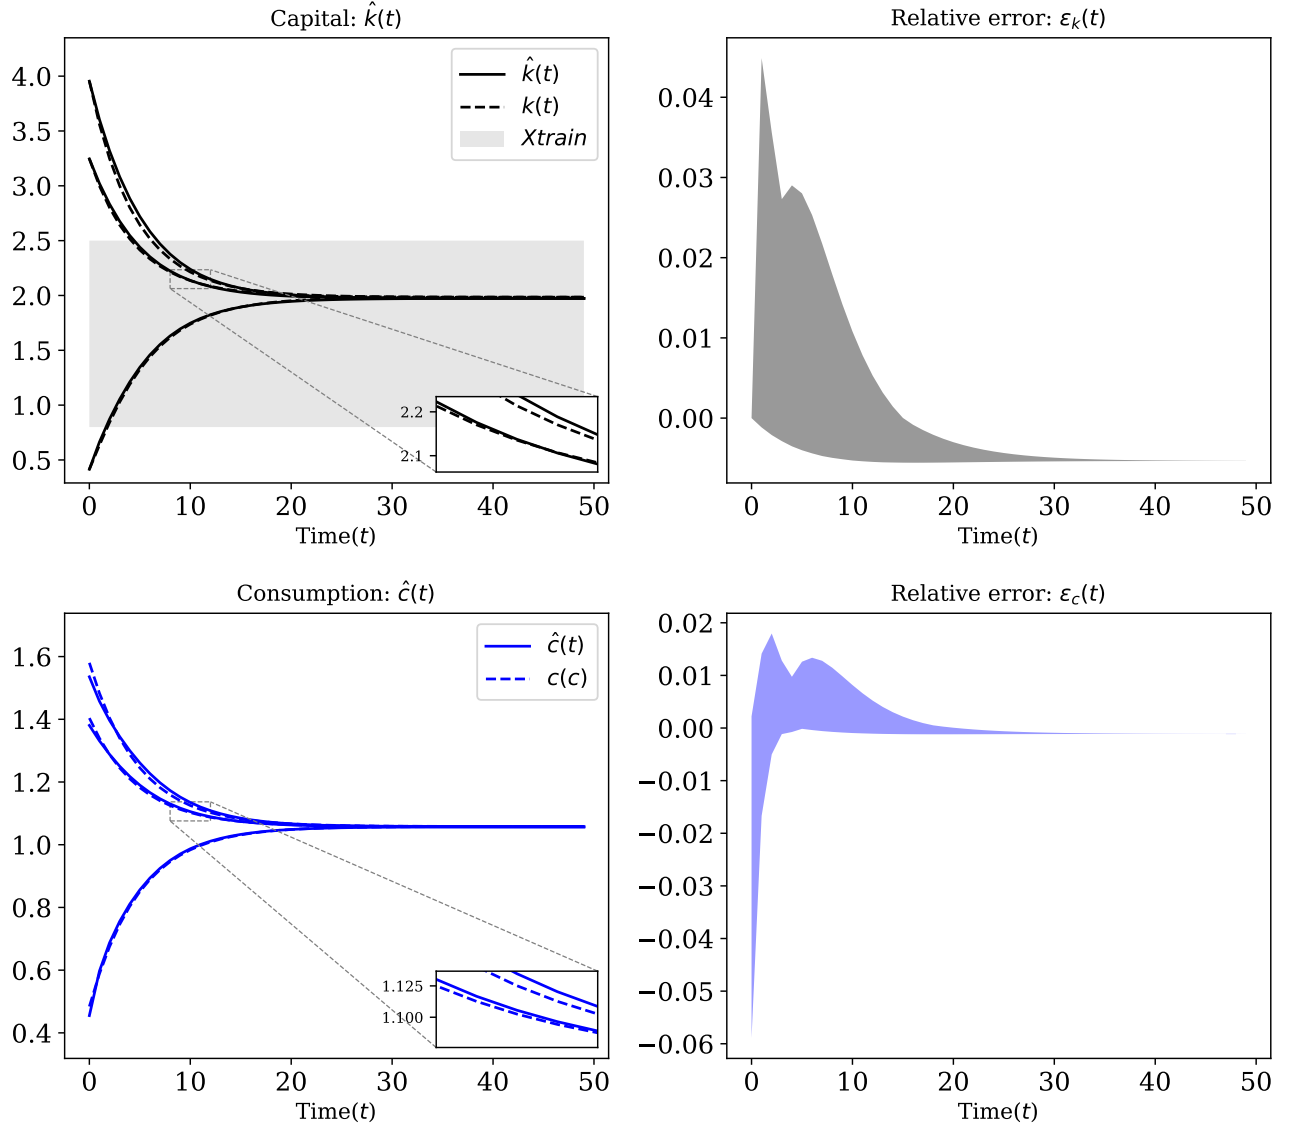 Capital: k̂(t)
4.0
3.5
3.0
2.5
2.0
1.5
1.0
0.5
k̂(t)
k(t)
Xtrain
2.2
2.1
0 10 20 30 40 50
Time(t)
Relative error: ε_k(t)
0.04
0.03
0.02
0.01
0.00
0 10 20 30 40 50
Time(t)
Consumption: ĉ(t)
1.6
1.4
1.2
1.0
0.8
0.6
0.4
ĉ(t)
c(c)
1.125
1.100
0 10 20 30 40 50
Time(t)
Relative error: ε_c(t)
0.02
0.01
0.00
−0.01
−0.02
−0.03
−0.04
−0.05
−0.06
0 10 20 30 40 50
Time(t)